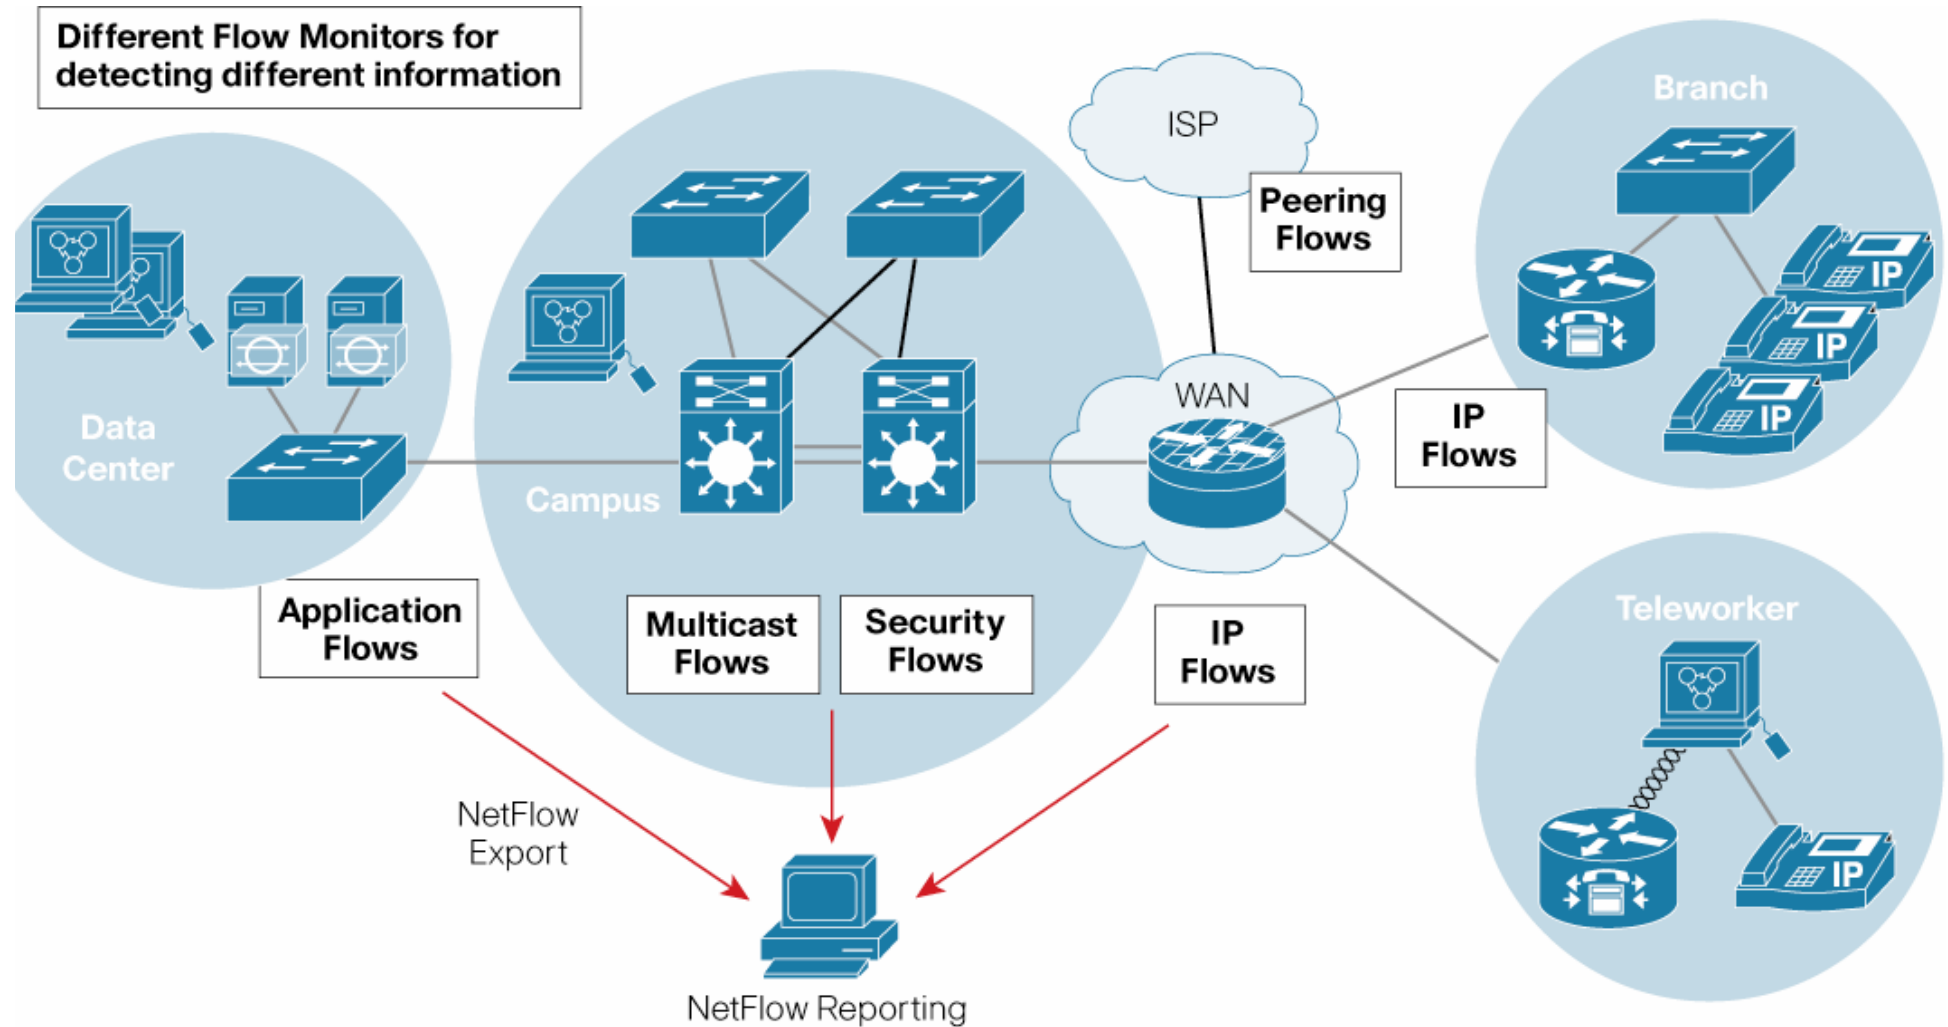 Different Flow Monitors for
detecting different information
ISP
Peering
Flows
Branch
IP
IP
IP
Data
Center
Campus
WAN
IP
Flows
Application
Flows
Multicast
Flows
Security
Flows
IP
Flows
Teleworker
IP
NetFlow
Export
NetFlow Reporting